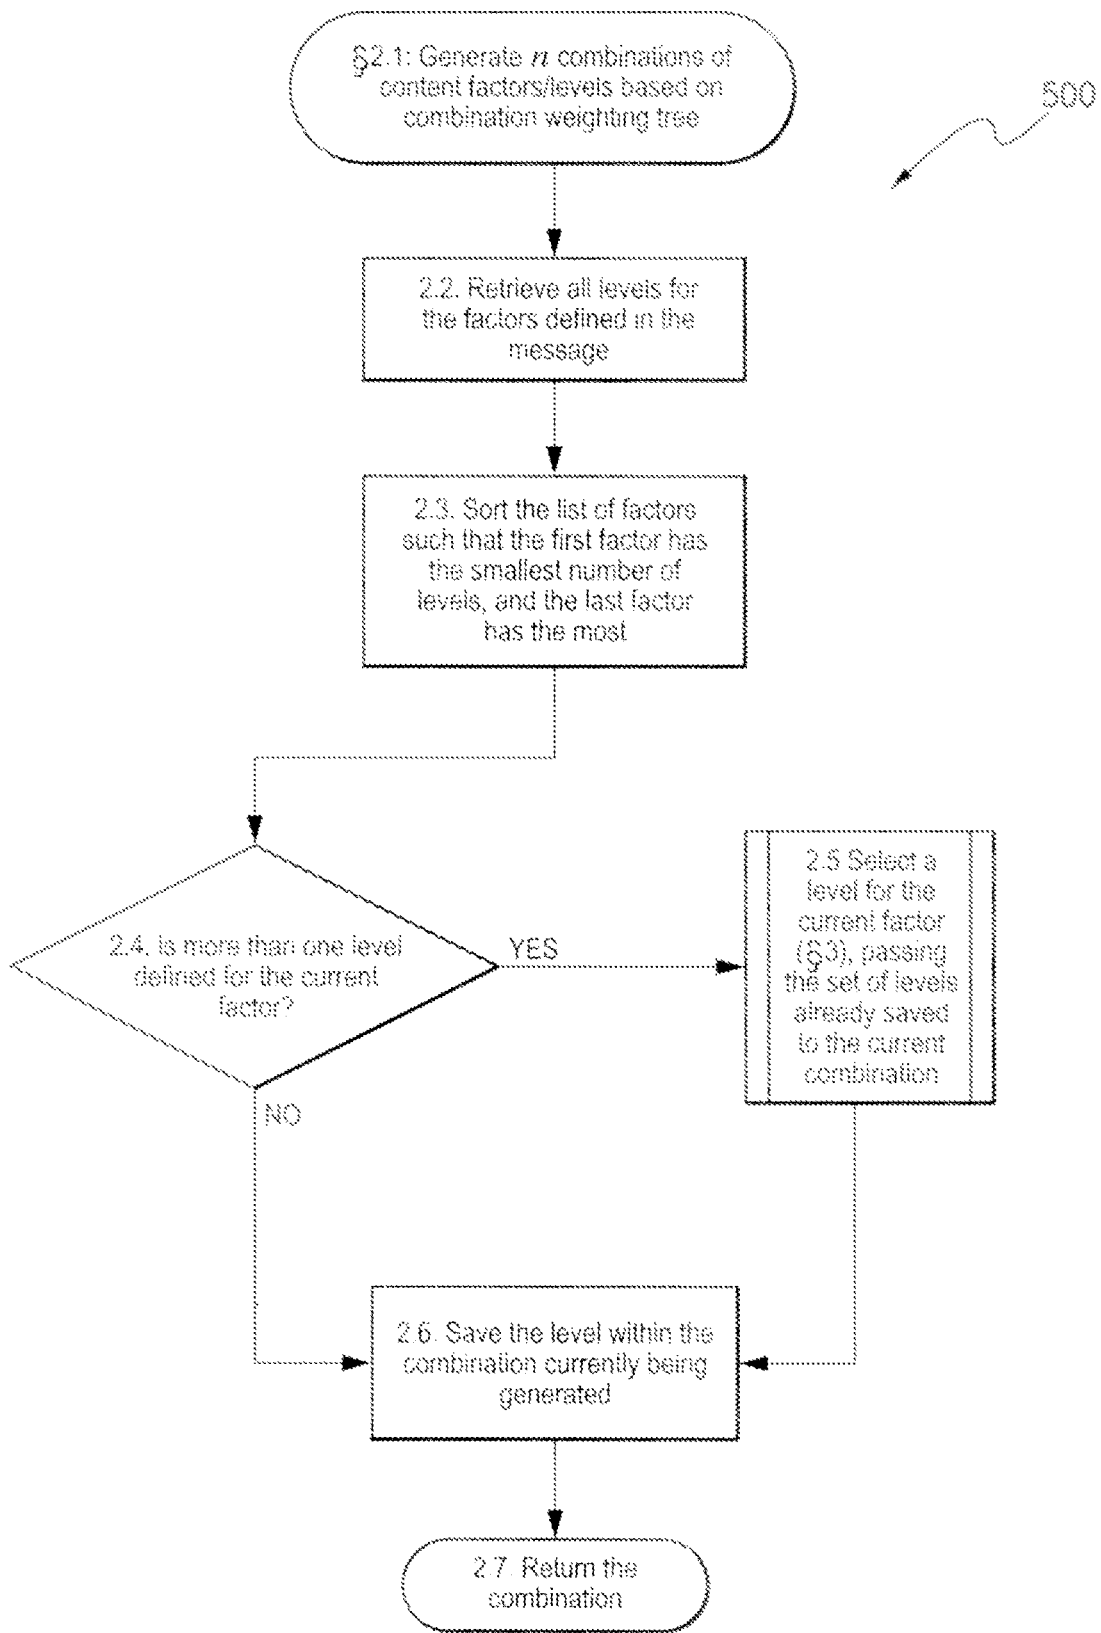 §2.1: Generate n combinations of
content factors/levels based on
combination weighting tree
500
2.2. Retrieve all levels for
the factors defined in the
message
2.3. Sort the list of factors
such that the first factor has
the smallest number of
levels, and the last factor
has the most
2.4. Is more than one level
defined for the current
factor?
YES
NO
2.5 Select a
level for the
current factor
(§3), passing
the set of levels
already saved
to the current
combination
2.6. Save the level within the
combination currently being
generated
2.7. Return the
combination